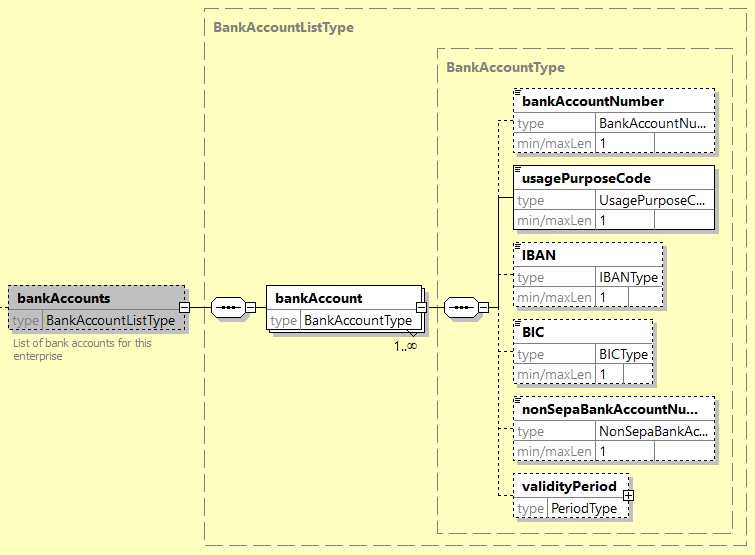 BankAccountListType
BankAccountType
bankAccountNumber
type BankAccountNu...
min/maxLen 1
usagePurposeCode
type UsagePurposeC...
min/maxLen 1
IBAN
type IBANType
min/maxLen 1
bankAccounts
type BankAccountListType
List of bank accounts for this
enterprise
bankAccount
type BankAccountType
1..∞
BIC
type BICType
min/maxLen 1
nonSepaBankAccountNu...
type NonSepaBankAc...
min/maxLen 1
validityPeriod
type PeriodType